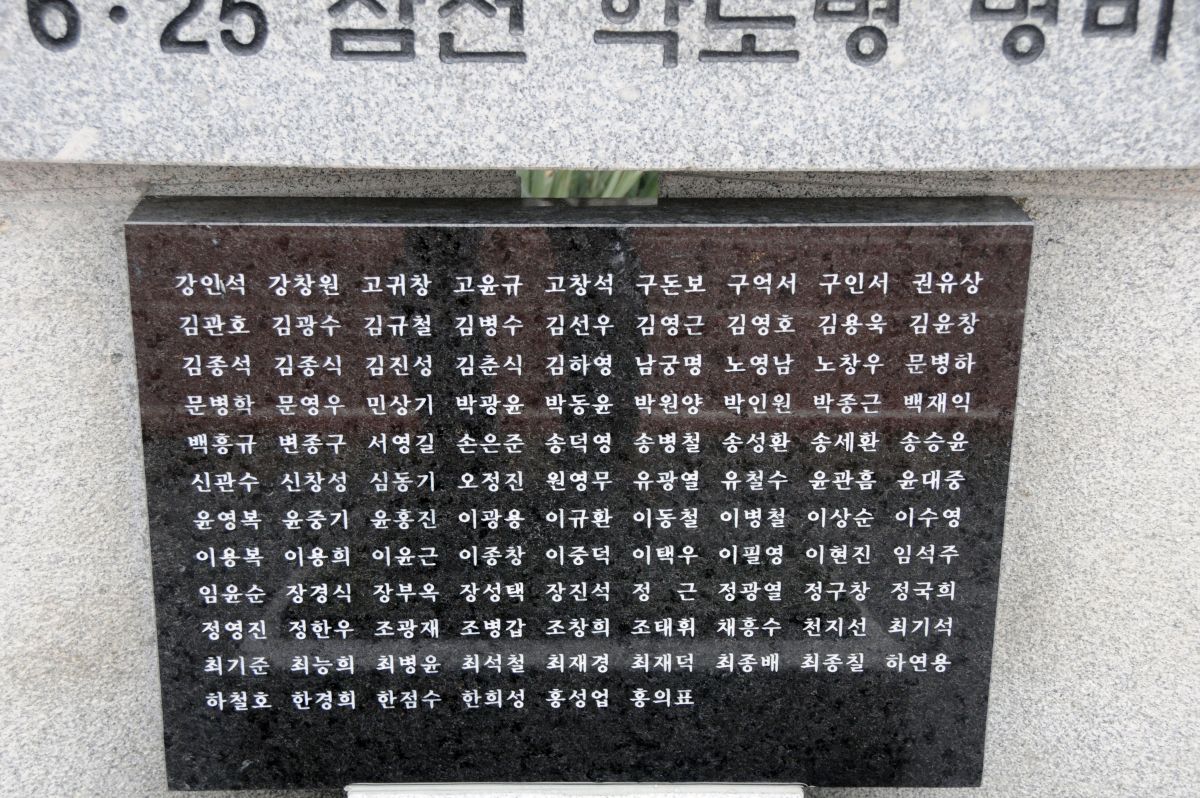 6·25 참전 학도병 명비
강인석 강창원 고귀창 고윤규 고창석 구돈보 구억서 구인서 권유상
김관호 김광수 김규철 김병수 김선우 김영근 김영호 김용욱 김윤창
김종석 김종식 김진성 김춘식 김하영 남궁명 노영남 노창우 문병하
문병학 문영우 민상기 박광윤 박동윤 박원양 박인원 박종근 백재익
백흥규 변종구 서영길 손은준 송덕영 송병철 송성환 송세환 송승윤
신관수 신창성 심동기 오정진 원영무 유광열 유철수 윤관흠 윤대중
윤영복 윤중기 윤홍진 이광용 이규환 이동철 이병철 이상순 이수영
이용복 이용희 이윤근 이종창 이중덕 이택우 이필영 이현진 임석주
임윤순 장경식 장부옥 장성택 장진석 정 근 정광열 정구창 정국희
정영진 정한우 조광재 조병갑 조창희 조태휘 채흥수 천지선 최기석
최기준 최능희 최병윤 최석철 최재경 최재덕 최종배 최종칠 하연용
하철호 한경희 한점수 한희성 홍성업 홍의표